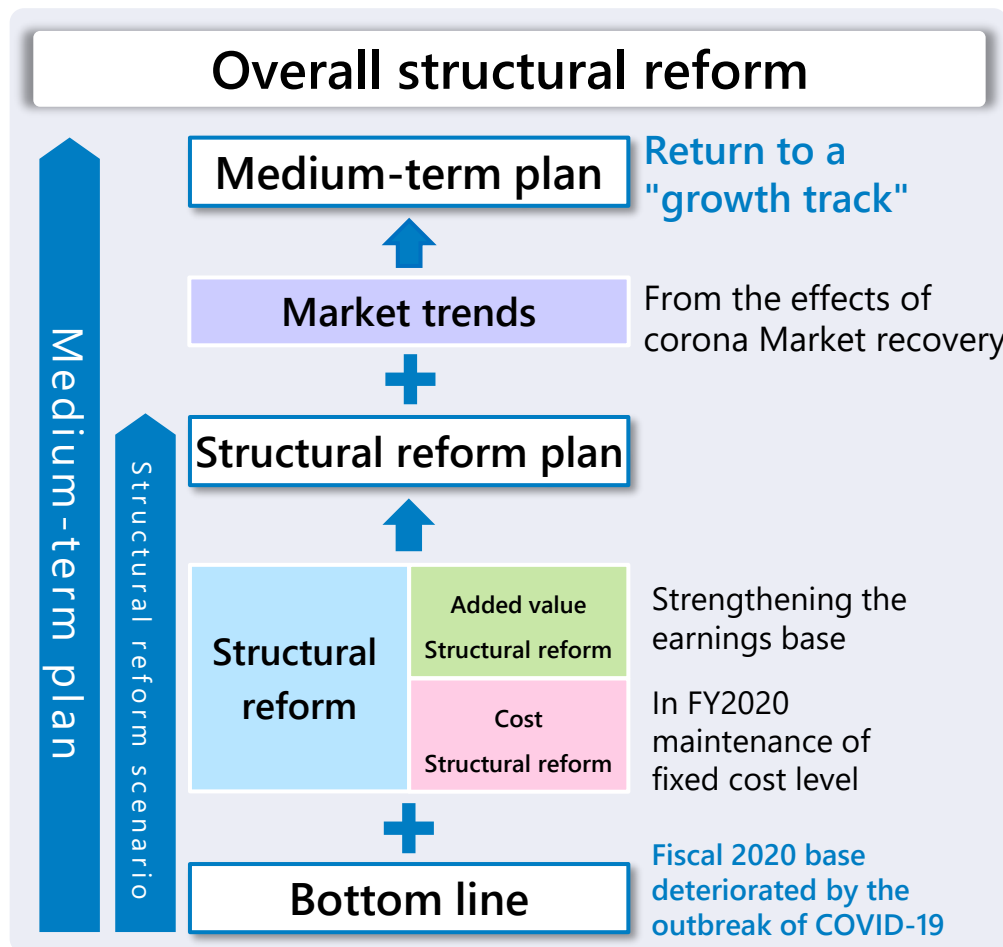 Overall structural reform
Medium-term plan
Structural reform scenario
Medium-term plan
Return to a
"growth track"
Market trends
From the effects of
corona Market recovery
Structural reform plan
Structural
reform
Added value
Structural reform
Strengthening the
earnings base
Cost
Structural reform
In FY2020
maintenance of
fixed cost level
Bottom line
Fiscal 2020 base
deteriorated by the
outbreak of COVID-19